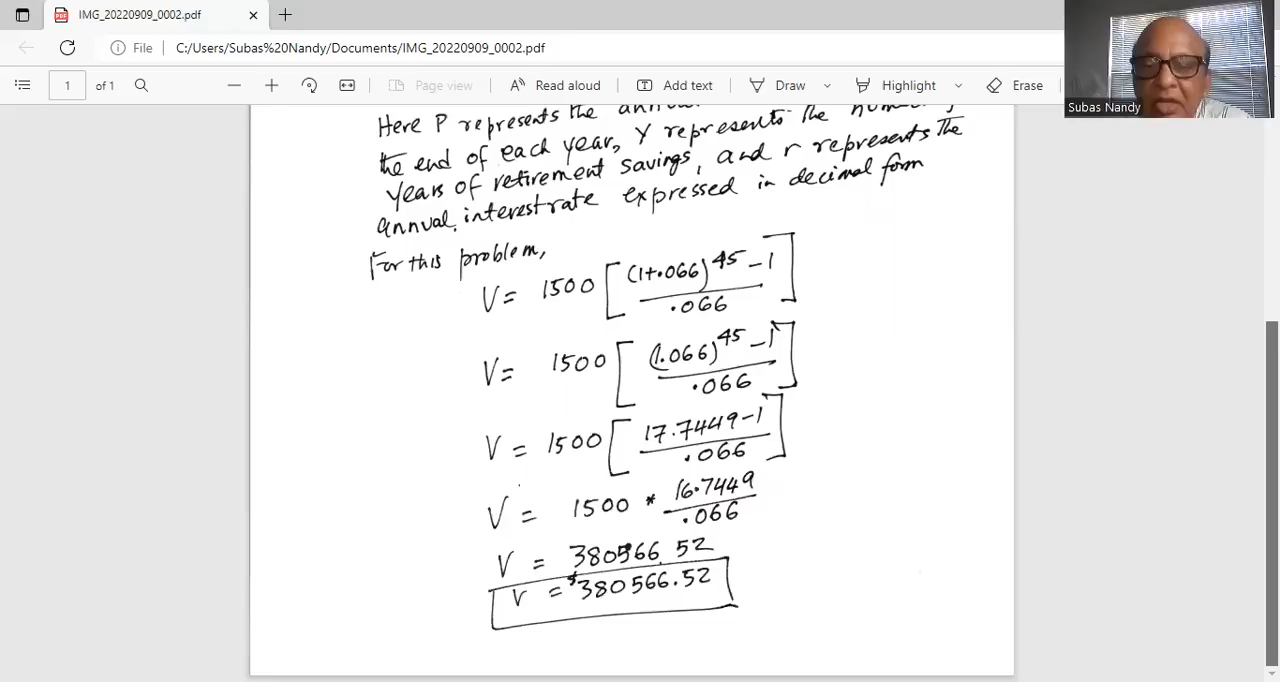 IMG_20220909_0002.pdf
File C:/Users/Subas%20Nandy/Documents/IMG_20220909_0002.pdf
1 of 1 Page view Read aloud Add text Draw Highlight Erase
Subas Nandy
Here P represents the
the end of each year, Y represents the
years of retirement savings, and r represents the
annual interest rate expressed in decimal form
For this problem,
V = 1500 [ (1+.066)^45 - 1 / .066 ]
V = 1500 [ (1.066)^45 - 1 / .066 ]
V = 1500 [ 17.7449 - 1 / .066 ]
V = 1500 * 16.7449 / .066
V = 380566.52
V = $380566.52